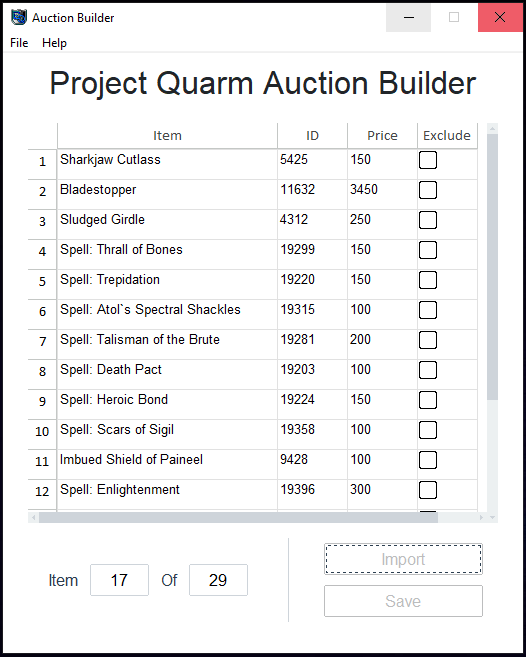 Auction Builder
File Help
Project Quarm Auction Builder
Item ID Price Exclude
1 Sharkjaw Cutlass 5425 150
2 Bladestopper 11632 3450
3 Sludged Girdle 4312 250
4 Spell: Thrall of Bones 19299 150
5 Spell: Trepidation 19220 150
6 Spell: Atol`s Spectral Shackles 19315 100
7 Spell: Talisman of the Brute 19281 200
8 Spell: Death Pact 19203 100
9 Spell: Heroic Bond 19224 150
10 Spell: Scars of Sigil 19358 100
11 Imbued Shield of Paineel 9428 100
12 Spell: Enlightenment 19396 300
Item 17 Of 29
Import
Save